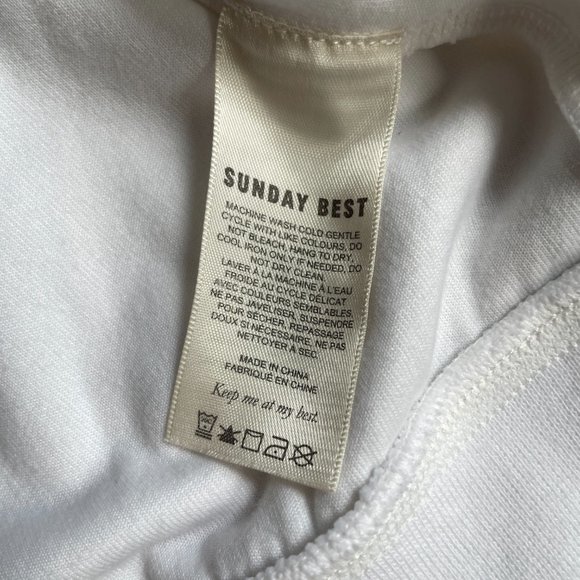 SUNDAY BEST
MACHINE WASH COLD GENTLE
CYCLE WITH LIKE COLOURS, DO
NOT BLEACH, HANG TO DRY,
COOL IRON ONLY IF NEEDED, DO
NOT DRY CLEAN.
LAVER À LA MACHINE À L'EAU
FROIDE AU CYCLE DÉLICAT
AVEC COULEURS SEMBLABLES.
NE PAS JAVELISER, SUSPENDRE
POUR SÉCHER, REPASSAGE
DOUX SI NÉCESSAIRE, NE PAS
NETTOYER À SEC.
MADE IN CHINA
FABRIQUÉ EN CHINE
Keep me at my best.